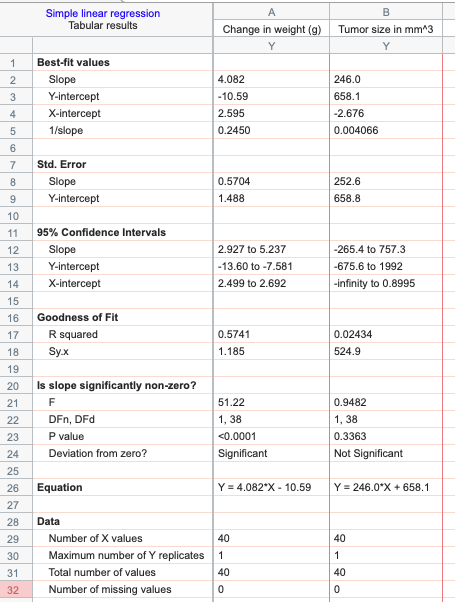 Simple linear regression
Tabular results
A B
Change in weight (g) Tumor size in mm^3
Y Y
1 Best-fit values
2 Slope 4.082 246.0
3 Y-intercept -10.59 658.1
4 X-intercept 2.595 -2.676
5 1/slope 0.2450 0.004066
6
7 Std. Error
8 Slope 0.5704 252.6
9 Y-intercept 1.488 658.8
10
11 95% Confidence Intervals
12 Slope 2.927 to 5.237 -265.4 to 757.3
13 Y-intercept -13.60 to -7.581 -675.6 to 1992
14 X-intercept 2.499 to 2.692 -infinity to 0.8995
15
16 Goodness of Fit
17 R squared 0.5741 0.02434
18 Sy.x 1.185 524.9
19
20 Is slope significantly non-zero?
21 F 51.22 0.9482
22 DFn, DFd 1, 38 1, 38
23 P value <0.0001 0.3363
24 Deviation from zero? Significant Not Significant
25
26 Equation Y = 4.082*X - 10.59 Y = 246.0*X + 658.1
27
28 Data
29 Number of X values 40 40
30 Maximum number of Y replicates 1 1
31 Total number of values 40 40
32 Number of missing values 0 0